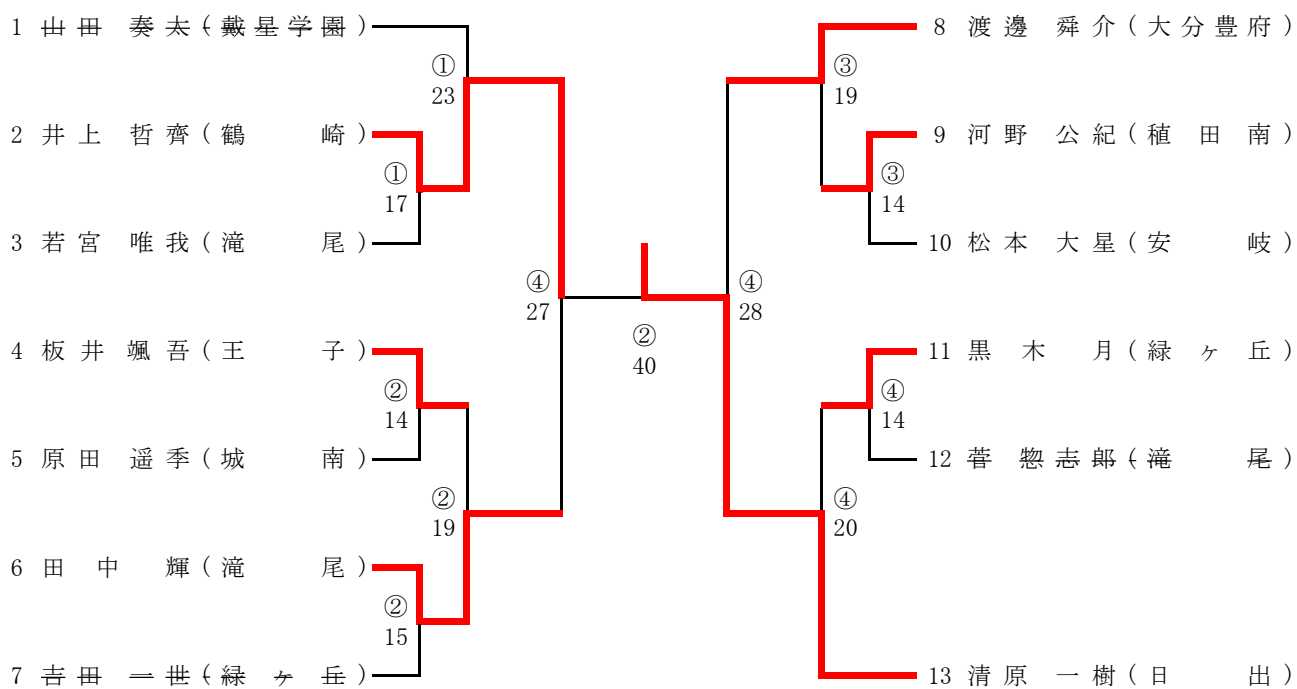 1 山田 奏太(戴星学園)
①
23
2 井上 哲齊(鶴崎)
①
17
3 若宮 唯我(滝尾)
④
27
4 板井 颯吾(王子)
②
14
5 原田 遥季(城南)
②
19
6 田中 輝(滝尾)
②
15
7 吉田 一世(緑ヶ丘)
②
40
8 渡邊 舜介(大分豊府)
③
19
9 河野 公紀(稙田南)
③
14
10 松本 大星(安岐)
④
28
11 黒木 月(緑ヶ丘)
④
14
12 菅 惣志郎(滝尾)
④
20
13 清原 一樹(日出)